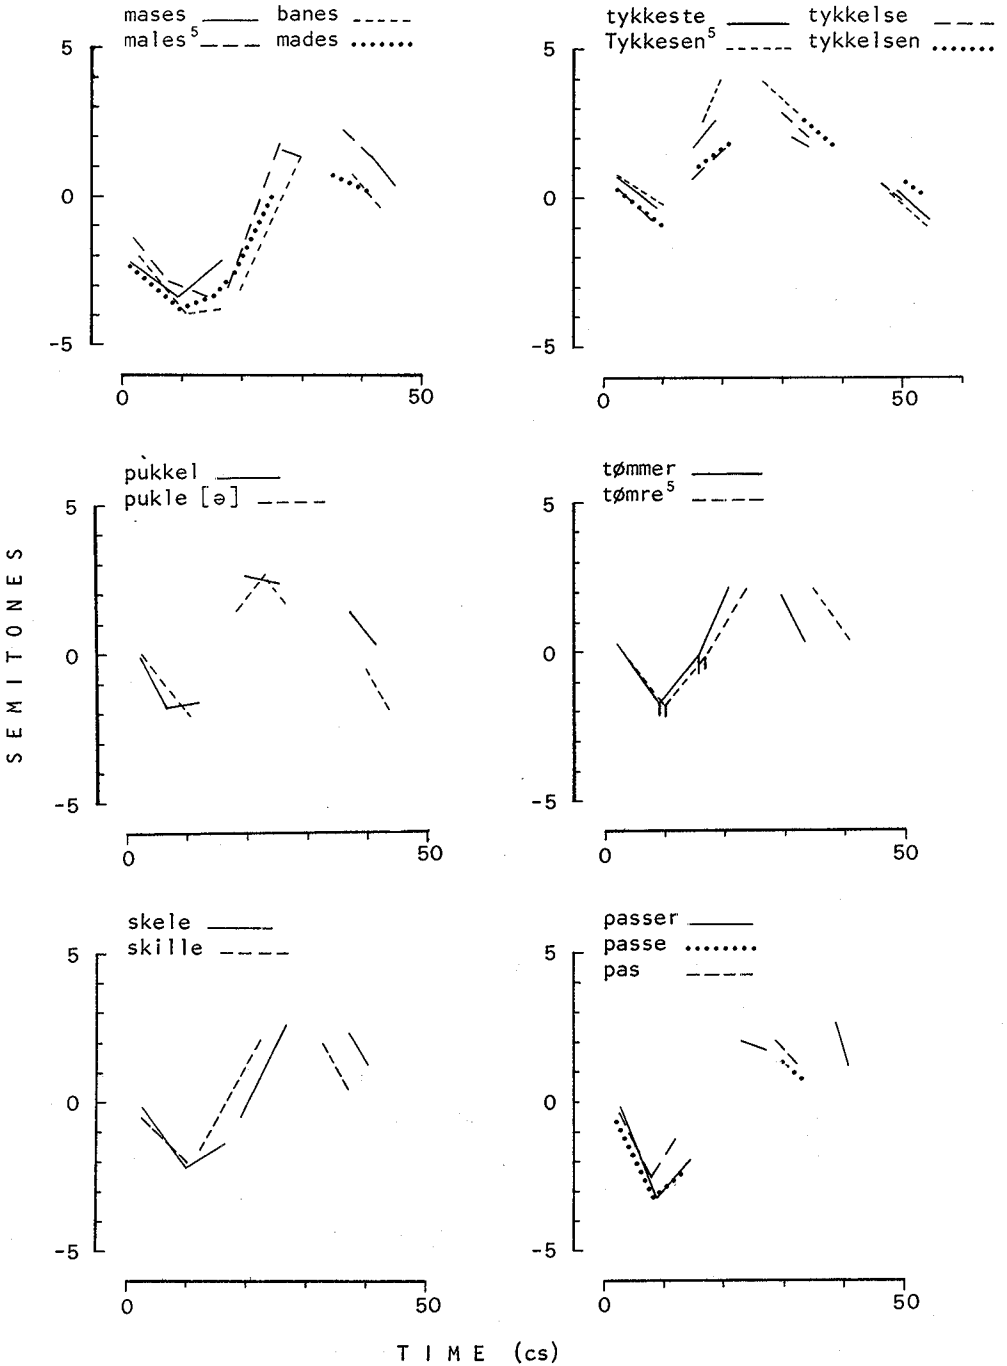 mases banes
males⁵ mades
5
0
-5
0 50
tykkeste tykkelse
Tykkesen⁵ tykkelsen
5
0
-5
0 50
pukkel
pukle [ə]
5
0
-5
0 50
tømmer
tømre⁵
5
0
-5
0 50
skele
skille
5
0
-5
0 50
passer
passe
pas
5
0
-5
0 50
SEMITONES
TIME (cs)